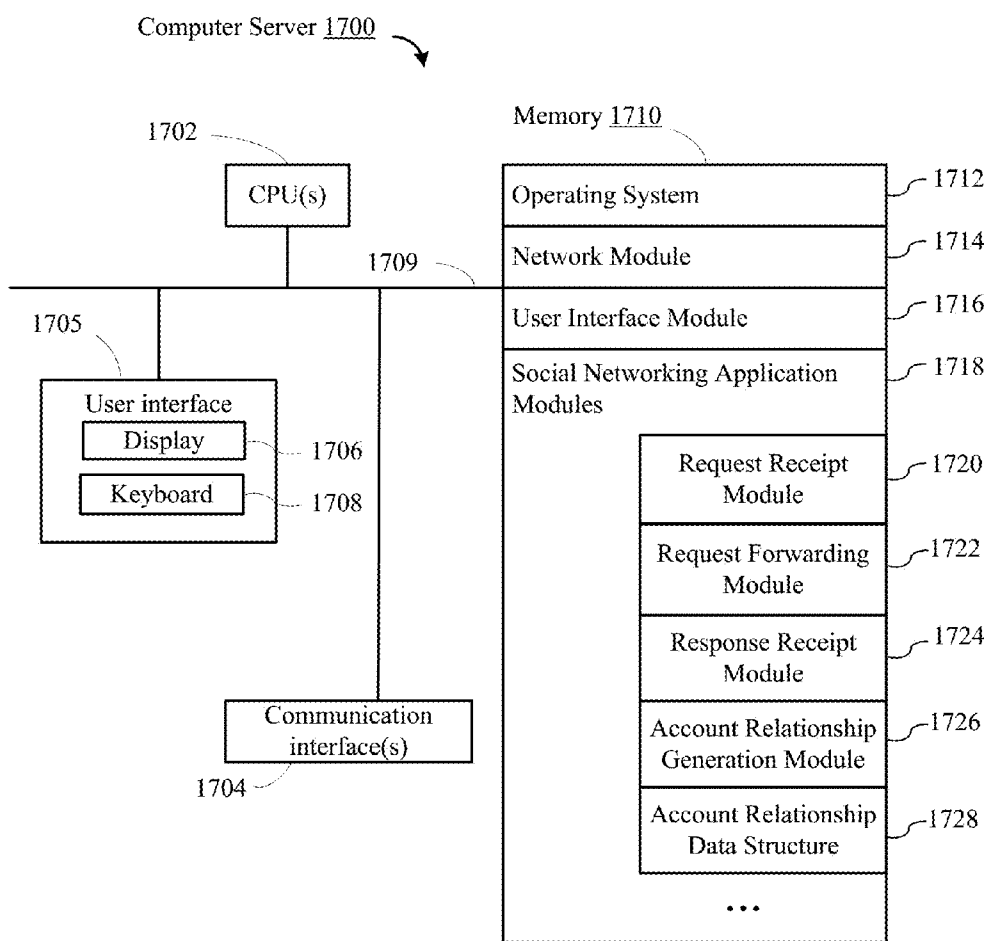 Computer Server 1700
Memory 1710
1702
CPU(s)
1709
Operating System
1712
Network Module
1714
User Interface Module
1716
Social Networking Application
Modules
1718
1705
User interface
Display
1706
Keyboard
1708
Request Receipt
Module
1720
Request Forwarding
Module
1722
Response Receipt
Module
1724
Communication
interface(s)
1704
Account Relationship
Generation Module
1726
Account Relationship
Data Structure
1728
...